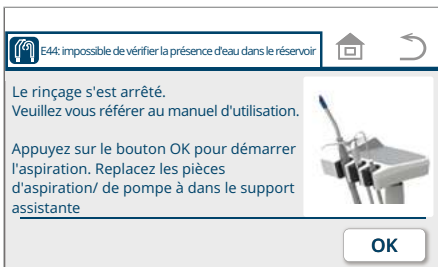 E44: impossible de vérifier la présence d'eau dans le réservoir
Le rinçage s'est arrêté.
Veuillez vous référer au manuel d'utilisation.
Appuyez sur le bouton OK pour démarrer
l'aspiration. Replacez les pièces
d'aspiration/ de pompe à dans le support
assistante
OK